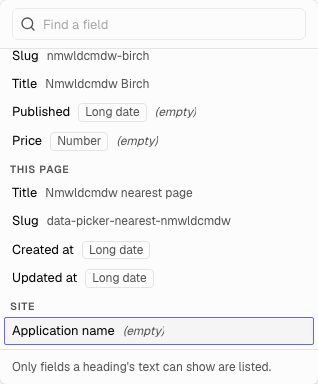 Find a field
Slug nmwldcmdw-birch
Title Nmwldcmdw Birch
Published Long date (empty)
Price Number (empty)
THIS PAGE
Title Nmwldcmdw nearest page
Slug data-picker-nearest-nmwldcmdw
Created at Long date
Updated at Long date
SITE
Application name (empty)
Only fields a heading's text can show are listed.